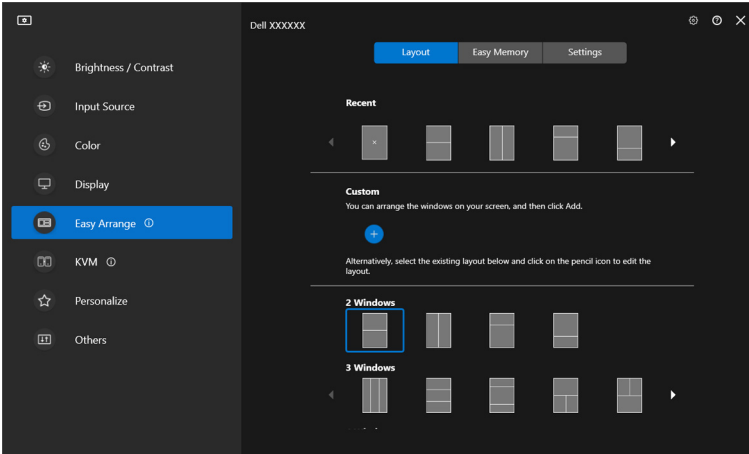 Dell XXXXXX
Brightness / Contrast
Input Source
Color
Display
Easy Arrange
KVM
Personalize
Others
Layout
Easy Memory
Settings
Recent
Custom
You can arrange the windows on your screen, and then click Add.
Alternatively, select the existing layout below and click on the pencil icon to edit the
layout.
2 Windows
3 Windows